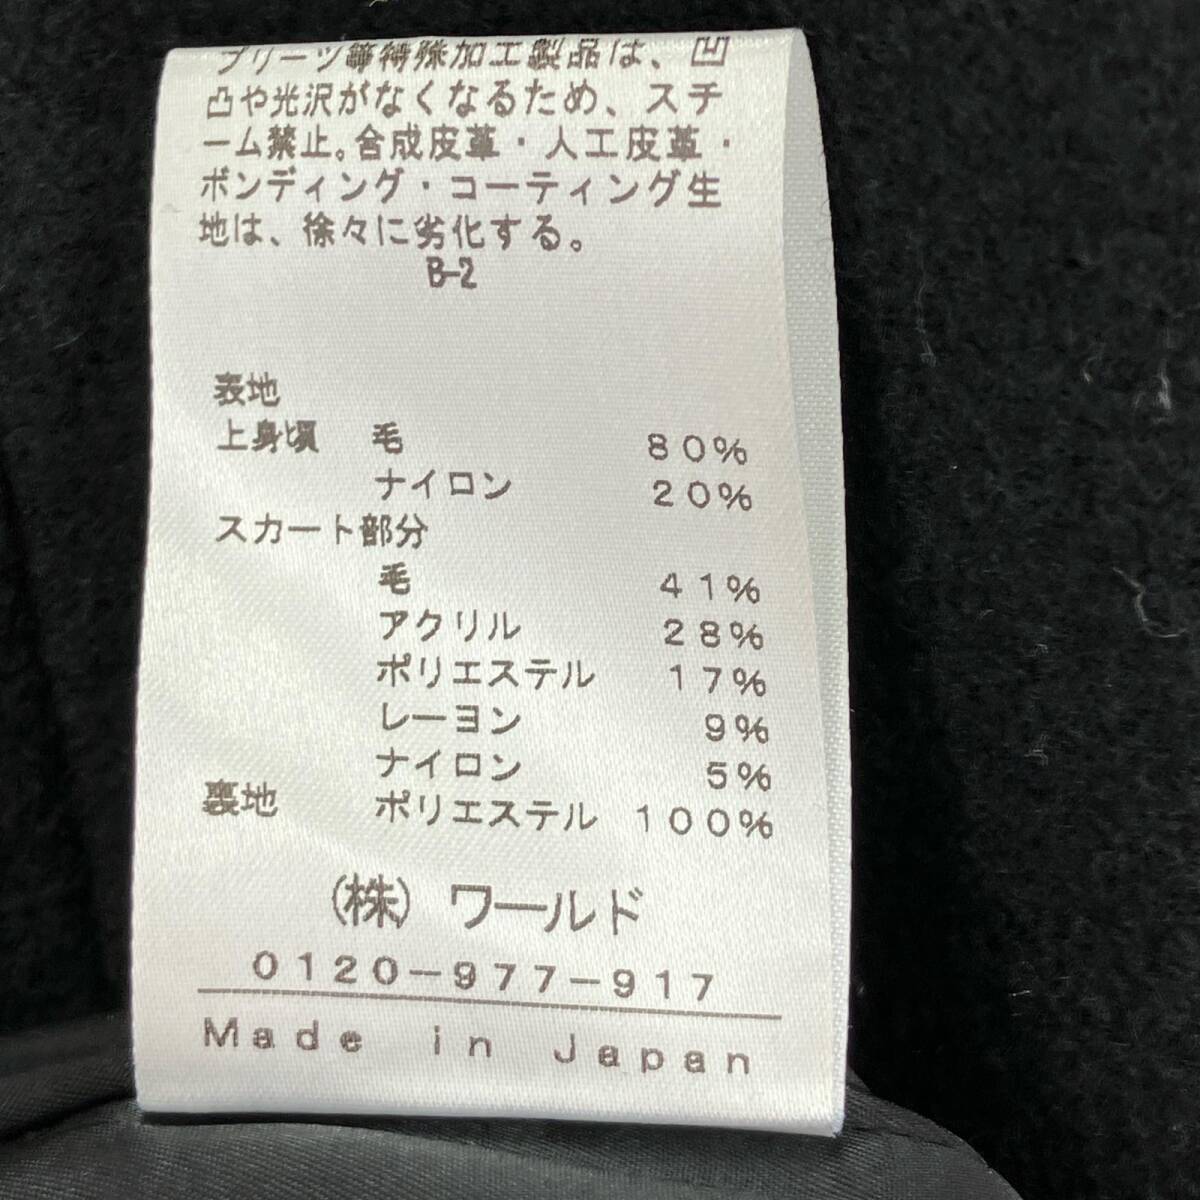 プリーツ等特殊加工製品は、凹
凸や光沢がなくなるため、スチ
ーム禁止。合成皮革・人工皮革・
ボンディング・コーティング生
地は、徐々に劣化する。
B-2
表地
上身頃 毛 80%
ナイロン 20%
スカート部分
毛 41%
アクリル 28%
ポリエステル 17%
レーヨン 9%
ナイロン 5%
裏地 ポリエステル 100%
(株) ワールド
0120-977-917
Made in Japan